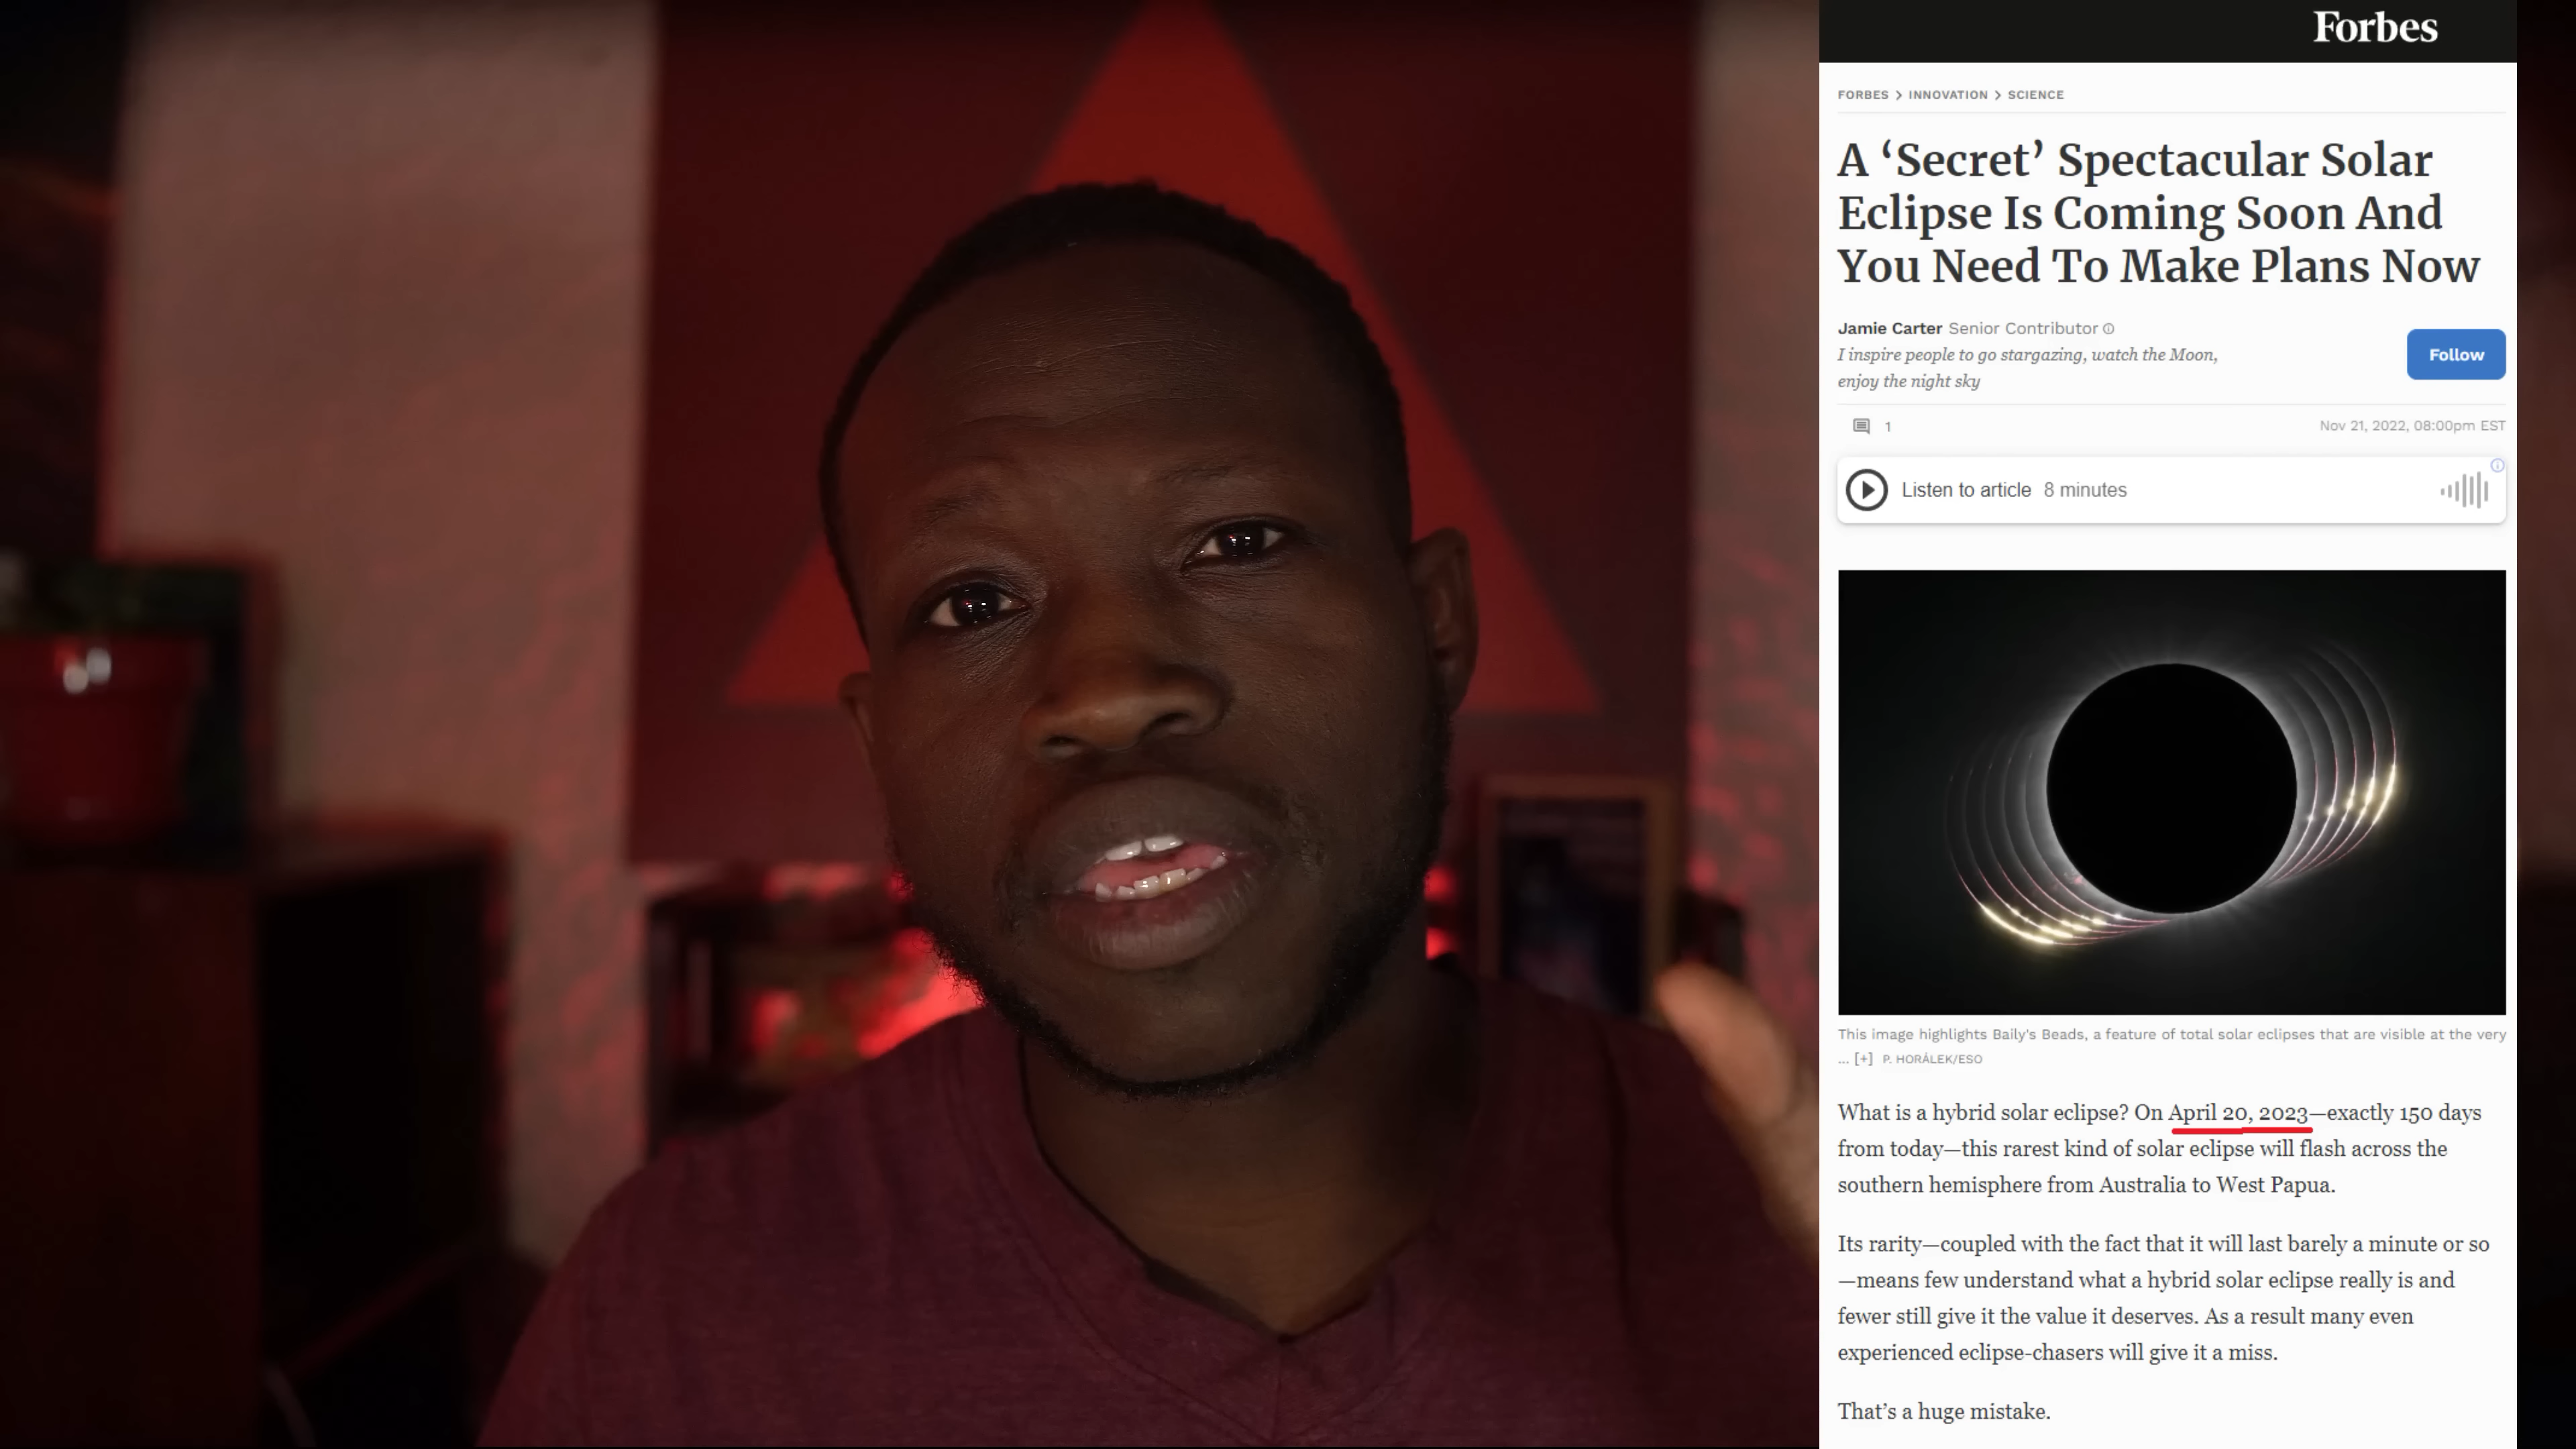 Forbes
FORBES > INNOVATION > SCIENCE
A ‘Secret’ Spectacular Solar
Eclipse Is Coming Soon And
You Need To Make Plans Now
Jamie Carter Senior Contributor
I inspire people to go stargazing, watch the Moon,
enjoy the night sky
Follow
1
Nov 21, 2022, 08:00pm EST
Listen to article 8 minutes
This image highlights Baily's Beads, a feature of total solar eclipses that are visible at the very
... [+] P. HORÁLEK/ESO
What is a hybrid solar eclipse? On April 20, 2023—exactly 150 days
from today—this rarest kind of solar eclipse will flash across the
southern hemisphere from Australia to West Papua.
Its rarity—coupled with the fact that it will last barely a minute or so
—means few understand what a hybrid solar eclipse really is and
fewer still give it the value it deserves. As a result many even
experienced eclipse-chasers will give it a miss.
That’s a huge mistake.